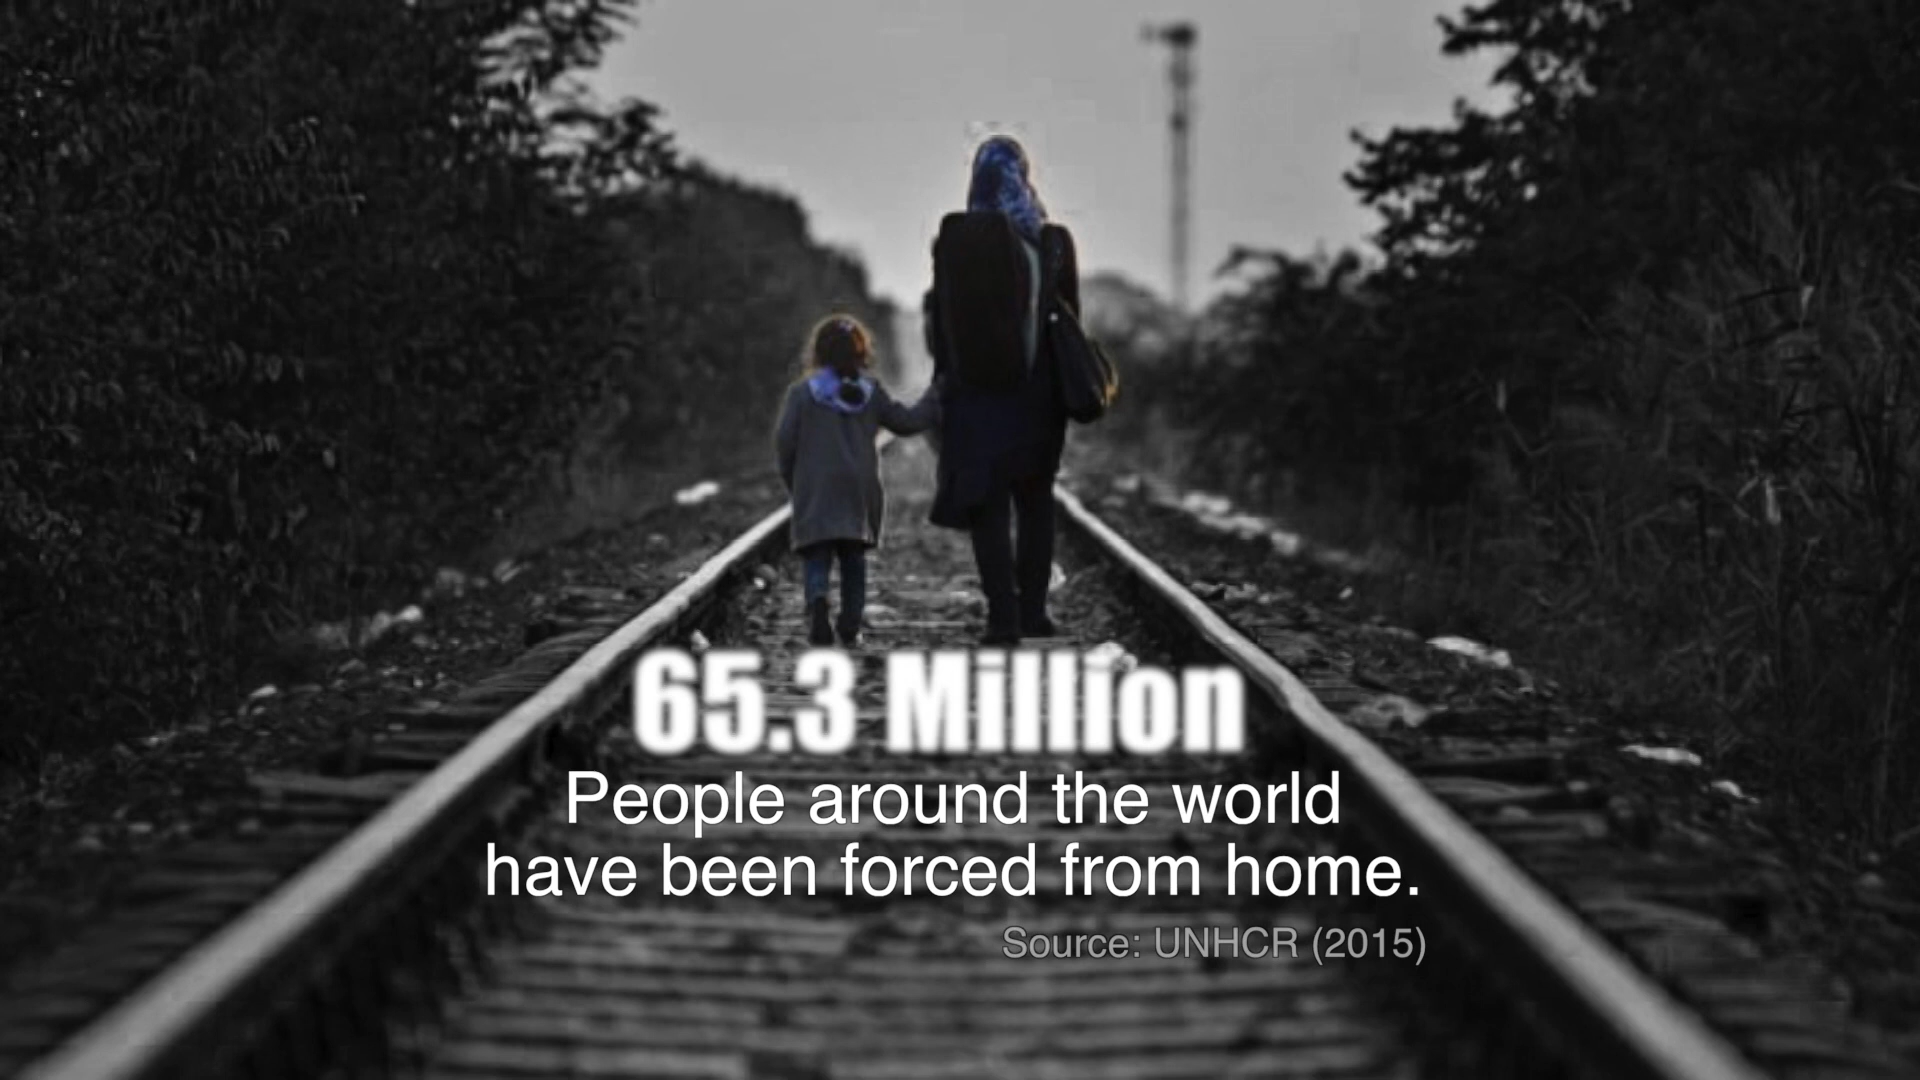 65.3 Million
People around the world
have been forced from home.
Source: UNHCR (2015)